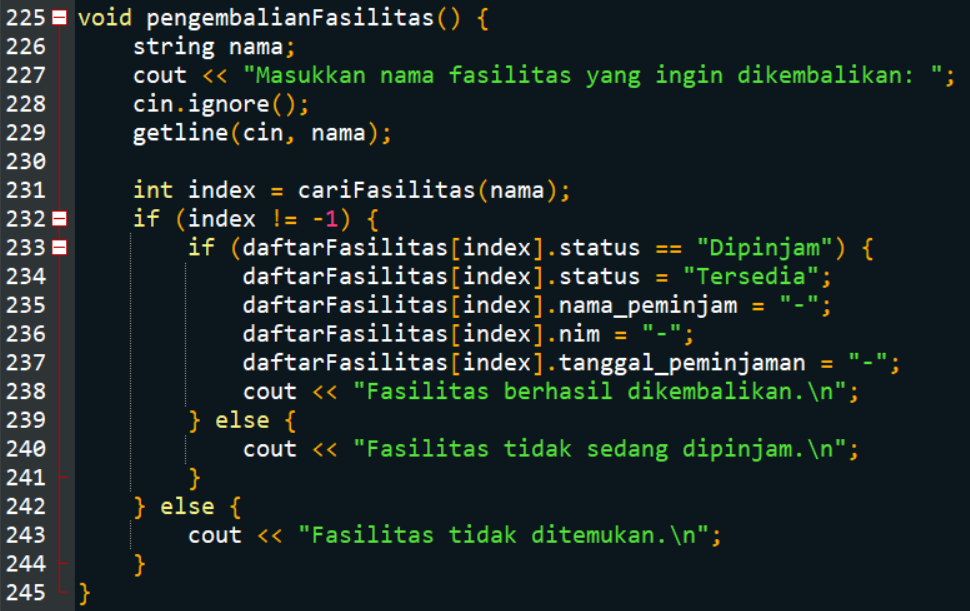 225 void pengembalianFasilitas() {
226     string nama;
227     cout << "Masukkan nama fasilitas yang ingin dikembalikan: ";
228     cin.ignore();
229     getline(cin, nama);
230
231     int index = cariFasilitas(nama);
232     if (index != -1) {
233         if (daftarFasilitas[index].status == "Dipinjam") {
234             daftarFasilitas[index].status = "Tersedia";
235             daftarFasilitas[index].nama_peminjam = "-";
236             daftarFasilitas[index].nim = "-";
237             daftarFasilitas[index].tanggal_peminjaman = "-";
238             cout << "Fasilitas berhasil dikembalikan.\n";
239         } else {
240             cout << "Fasilitas tidak sedang dipinjam.\n";
241         }
242     } else {
243         cout << "Fasilitas tidak ditemukan.\n";
244     }
245 }